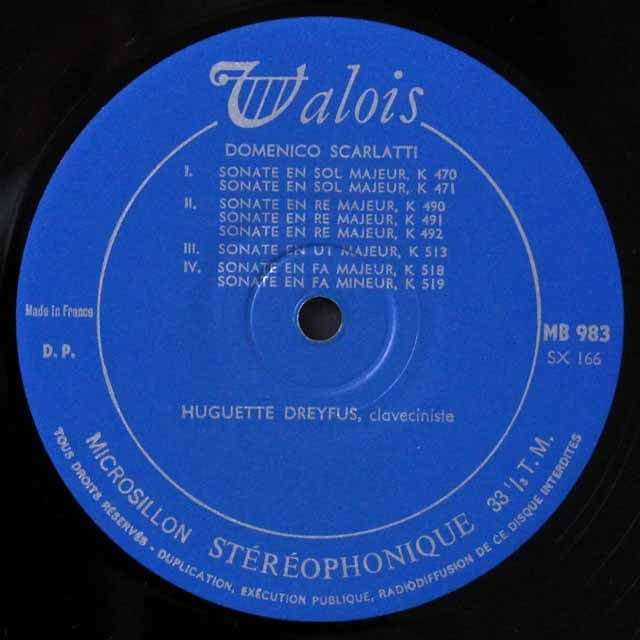 Valois
DOMENICO SCARLATTI
I. SONATE EN SOL MAJEUR, K 470
SONATE EN SOL MAJEUR, K 471
II. SONATE EN RE MAJEUR, K 490
SONATE EN RE MAJEUR, K 491
SONATE EN RE MAJEUR, K 492
III. SONATE EN UT MAJEUR, K 513
IV. SONATE EN FA MAJEUR, K 518
SONATE EN FA MINEUR, K 519
Made in France
D. P.
MB 983
SX 166
HUGUETTE DREYFUS, claveciniste
MICROSILLON STÉRÉOPHONIQUE 33 1/3 T. M.
TOUS DROITS RÉSERVÉS - DUPLICATION, EXÉCUTION PUBLIQUE, RADIODIFFUSION DE CE DISQUE INTERDITES